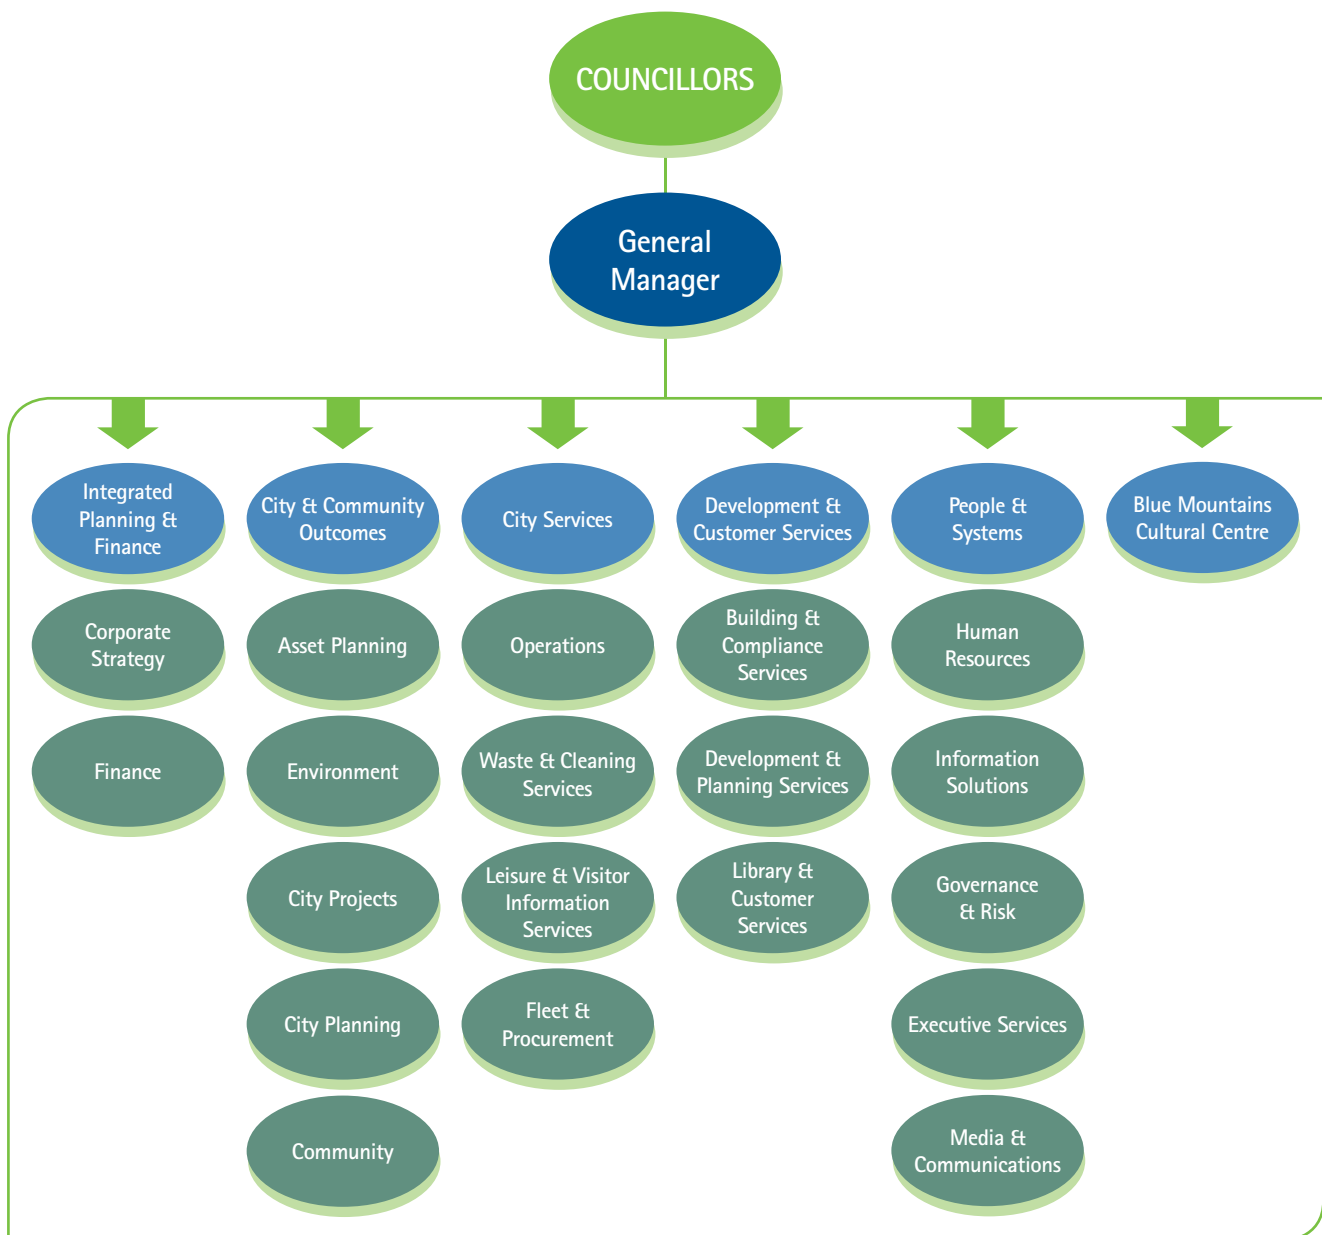 COUNCILLORS
General
Manager
Integrated
Planning &
Finance
City & Community
Outcomes
City Services
Development &
Customer Services
People &
Systems
Blue Mountains
Cultural Centre
Corporate
Strategy
Asset Planning
Operations
Building &
Compliance
Services
Human
Resources
Finance
Environment
Waste & Cleaning
Services
Development &
Planning Services
Information
Solutions
City Projects
Leisure & Visitor
Information
Services
Library &
Customer
Services
Governance
& Risk
City Planning
Fleet &
Procurement
Executive Services
Community
Media &
Communications